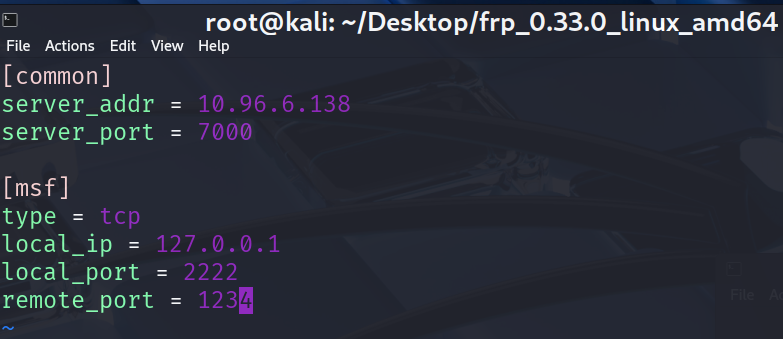 root@kali: ~/Desktop/frp_0.33.0_linux_amd64
File Actions Edit View Help
[common]
server_addr = 10.96.6.138
server_port = 7000
[msf]
type = tcp
local_ip = 127.0.0.1
local_port = 2222
remote_port = 1234
~
File A